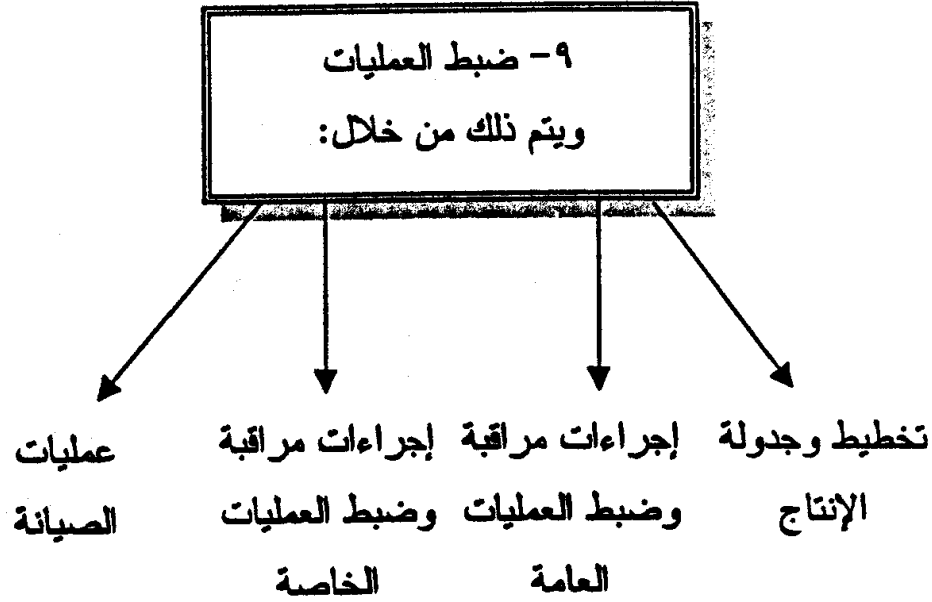 ٩- ضبط العمليات
ويتم ذلك من خلال:
تخطيط وجدولة
الإنتاج
إجراءات مراقبة
وضبط العمليات
العامة
إجراءات مراقبة
وضبط العمليات
الخاصة
عمليات
الصيانة